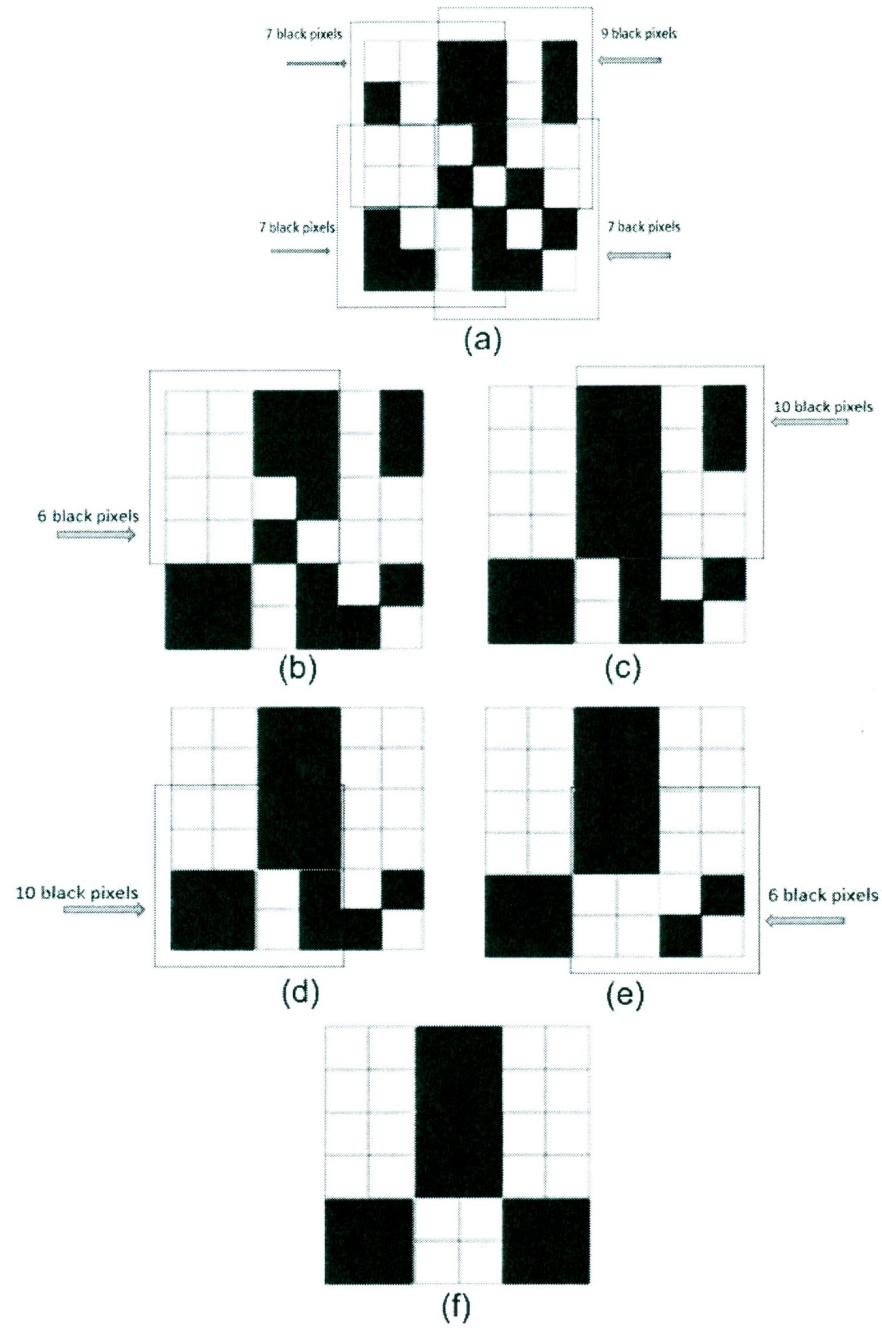 7 black pixels
9 black pixels
7 black pixels
7 back pixels
(a)
10 black pixels
6 black pixels
(b)
(c)
10 black pixels
6 black pixels
(d)
(e)
(f)